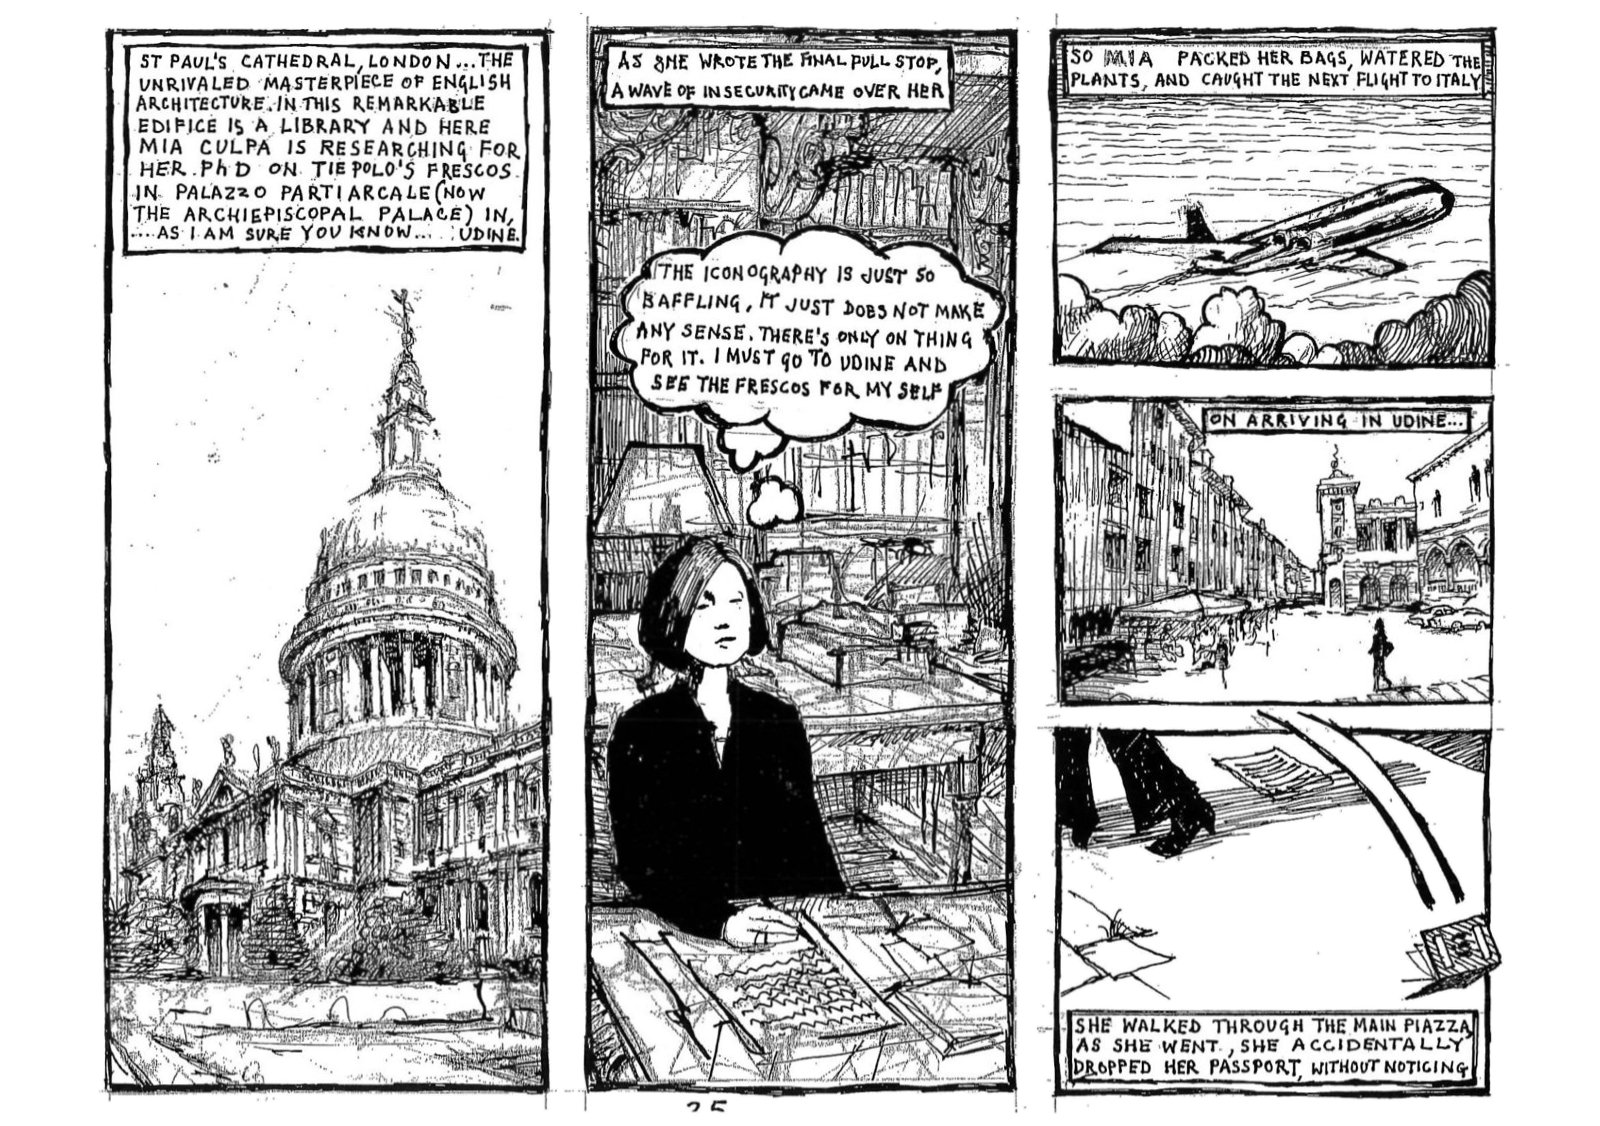 ST PAUL'S CATHEDRAL, LONDON...THE
UNRIVALED MASTERPIECE OF ENGLISH
ARCHITECTURE. IN THIS REMARKABLE
EDIFICE IS A LIBRARY AND HERE
MIA CULPA IS RESEARCHING FOR
HER PhD ON TIEPOLO'S FRESCOS
IN PALAZZO PARTIARCALE (NOW
THE ARCHIEPISCOPAL PALACE) IN,
....AS I AM SURE YOU KNOW... UDINE.
AS SHE WROTE THE FINAL FULL STOP,
A WAVE OF INSECURITY CAME OVER HER
THE ICONOGRAPHY IS JUST SO
BAFFLING, IT JUST DOES NOT MAKE
ANY SENSE. THERE'S ONLY ON THING
FOR IT. I MUST GO TO UDINE AND
SEE THE FRESCOS FOR MY SELF
SO MIA PACKED HER BAGS, WATERED THE
PLANTS, AND CAUGHT THE NEXT FLIGHT TO ITALY
ON ARRIVING IN UDINE...
SHE WALKED THROUGH THE MAIN PIAZZA,
AS SHE WENT, SHE ACCIDENTALLY
DROPPED HER PASSPORT, WITHOUT NOTICING
25